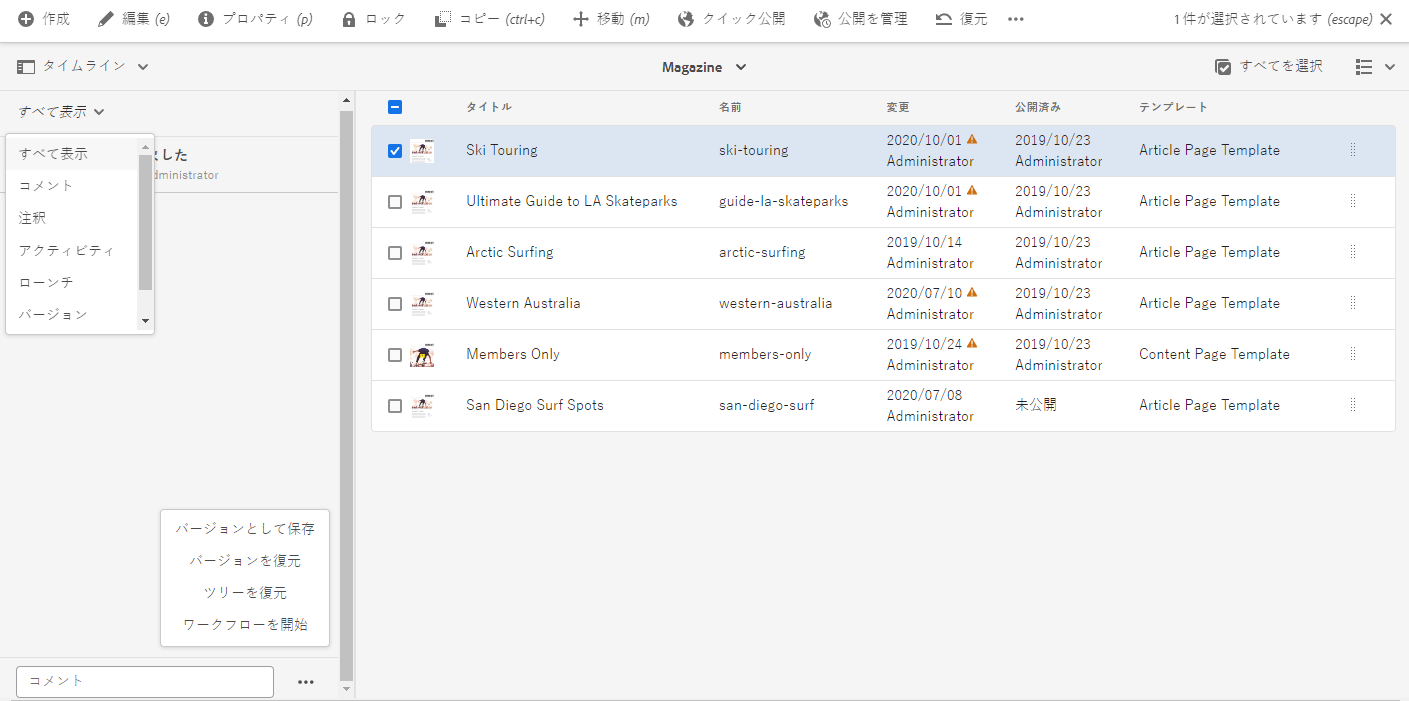 作成 編集 (e) プロパティ (p) ロック コピー (ctrl+c) 移動 (m) クイック公開 公開を管理 復元 1 件が選択されています (escape)
タイムライン Magazine すべてを選択
すべて表示
すべて表示
コメント
注釈
アクティビティ
ローンチ
バージョン
ました
dministrator
バージョンとして保存
バージョンを復元
ツリーを復元
ワークフローを開始
コメント
タイトル 名前 変更 公開済み テンプレート
Ski Touring ski-touring 2020/10/01 Administrator 2019/10/23 Administrator Article Page Template
Ultimate Guide to LA Skateparks guide-la-skateparks 2020/10/01 Administrator 2019/10/23 Administrator Article Page Template
Arctic Surfing arctic-surfing 2019/10/14 Administrator 2019/10/23 Administrator Article Page Template
Western Australia western-australia 2020/07/10 Administrator 2019/10/23 Administrator Article Page Template
Members Only members-only 2019/10/24 Administrator 2019/10/23 Administrator Content Page Template
San Diego Surf Spots san-diego-surf 2020/07/08 Administrator 未公開 Article Page Template